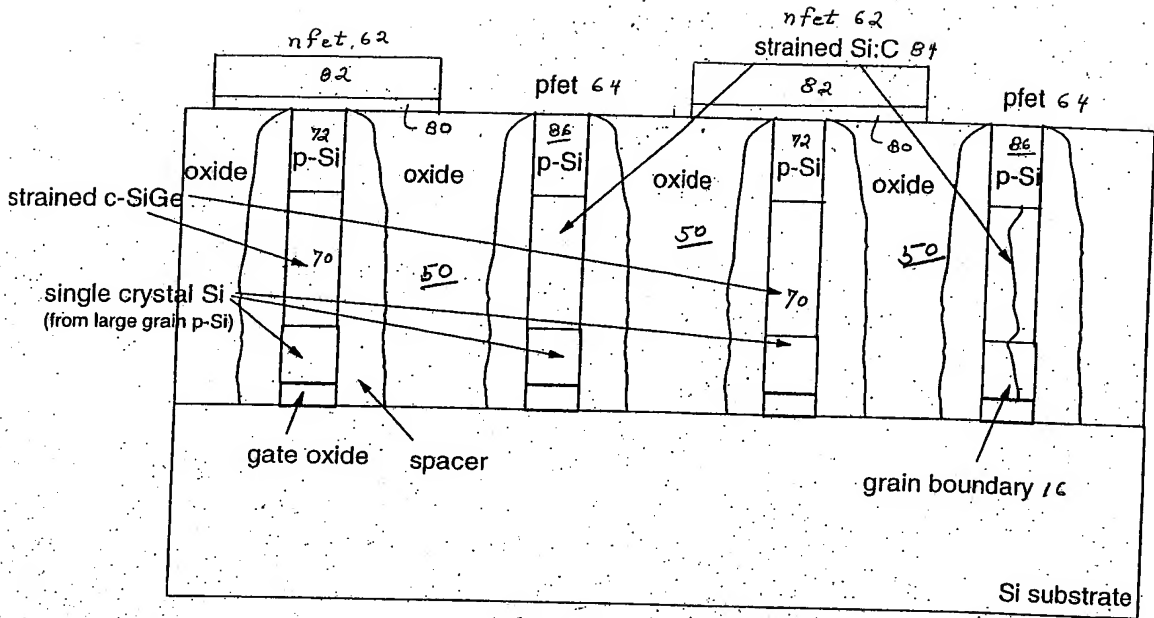 nfet, 62
nfet 62
strained Si:C 84
82
pfet 64
82
pfet 64
80
80
72
p-Si
86
p-Si
72
p-Si
86
p-Si
oxide
oxide
oxide
oxide
strained c-SiGe
70
50
50
50
70
single crystal Si
(from large grain p-Si)
gate oxide
spacer
grain boundary 16
Si substrate